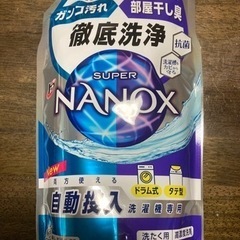 ガンコ汚れ
部屋干し臭
徹底洗浄
抗菌
SUPER
NANOX
New
自動投入
洗濯機専用
ドラム式
タテ型
洗たく用